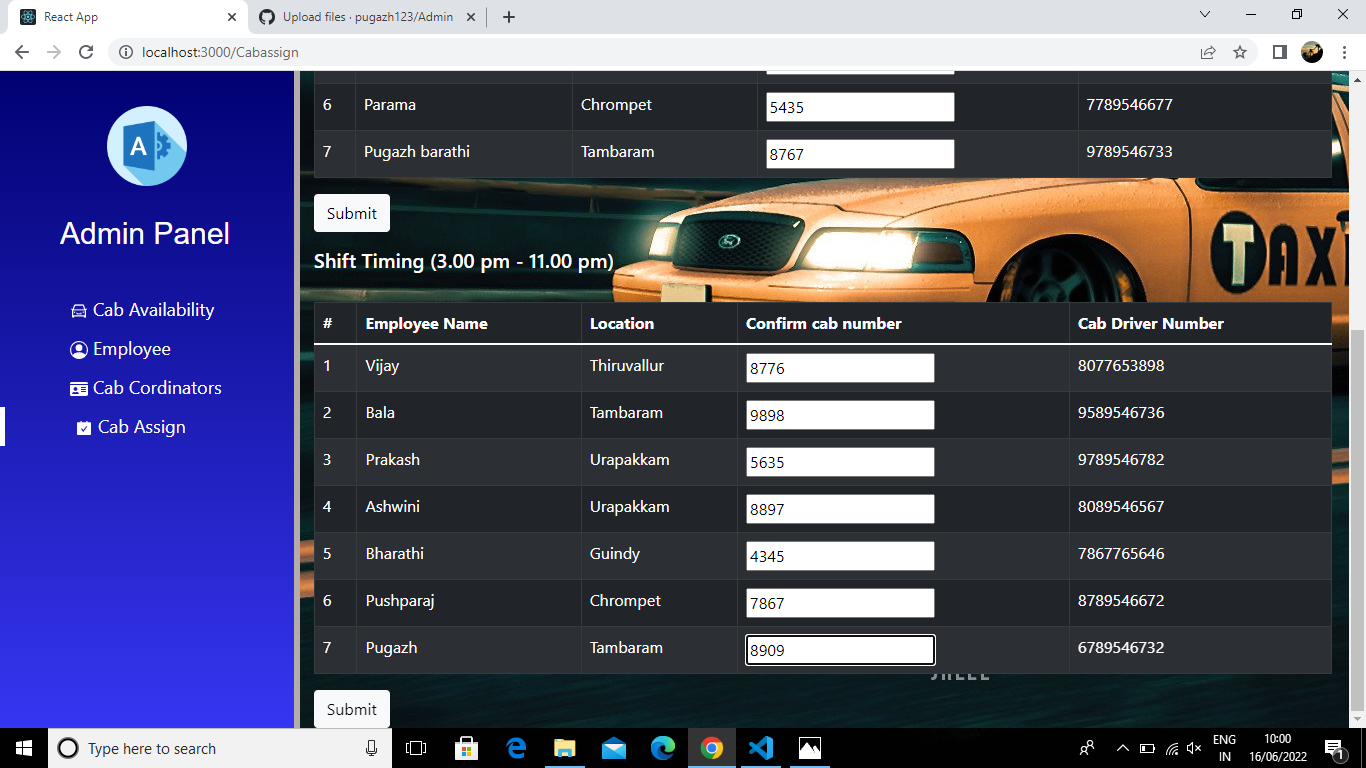 React App
Upload files · pugazh123/Admin
localhost:3000/Cabassign
A
Admin Panel
Cab Availability
Employee
Cab Cordinators
Cab Assign
6 Parama Chrompet 5435 7789546677
7 Pugazh barathi Tambaram 8767 9789546733
Submit
TAXI
Shift Timing (3.00 pm - 11.00 pm)
# Employee Name Location Confirm cab number Cab Driver Number
1 Vijay Thiruvallur 8776 8077653898
2 Bala Tambaram 9898 9589546736
3 Prakash Urapakkam 5635 9789546782
4 Ashwini Urapakkam 8897 8089546567
5 Bharathi Guindy 4345 7867765646
6 Pushparaj Chrompet 7867 8789546672
7 Pugazh Tambaram 8909 6789546732
Submit
Type here to search
ENG
IN
10:00
16/06/2022
1